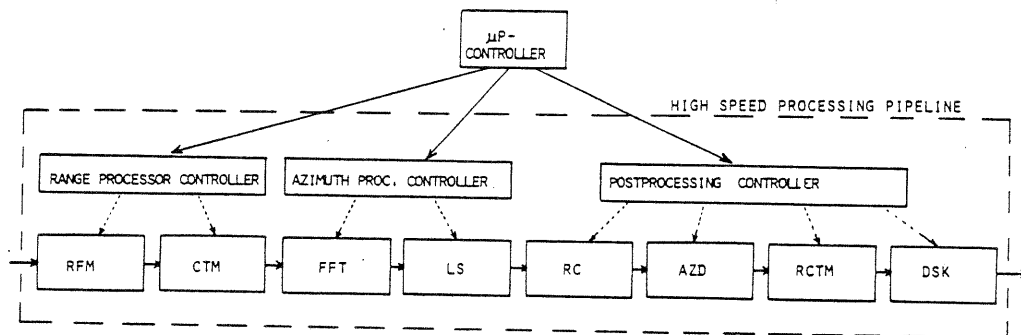 μP-
CONTROLLER
HIGH SPEED PROCESSING PIPELINE
RANGE PROCESSOR CONTROLLER
AZIMUTH PROC. CONTROLLER
POSTPROCESSING CONTROLLER
RFM
CTM
FFT
LS
RC
AZD
RCTM
DSK